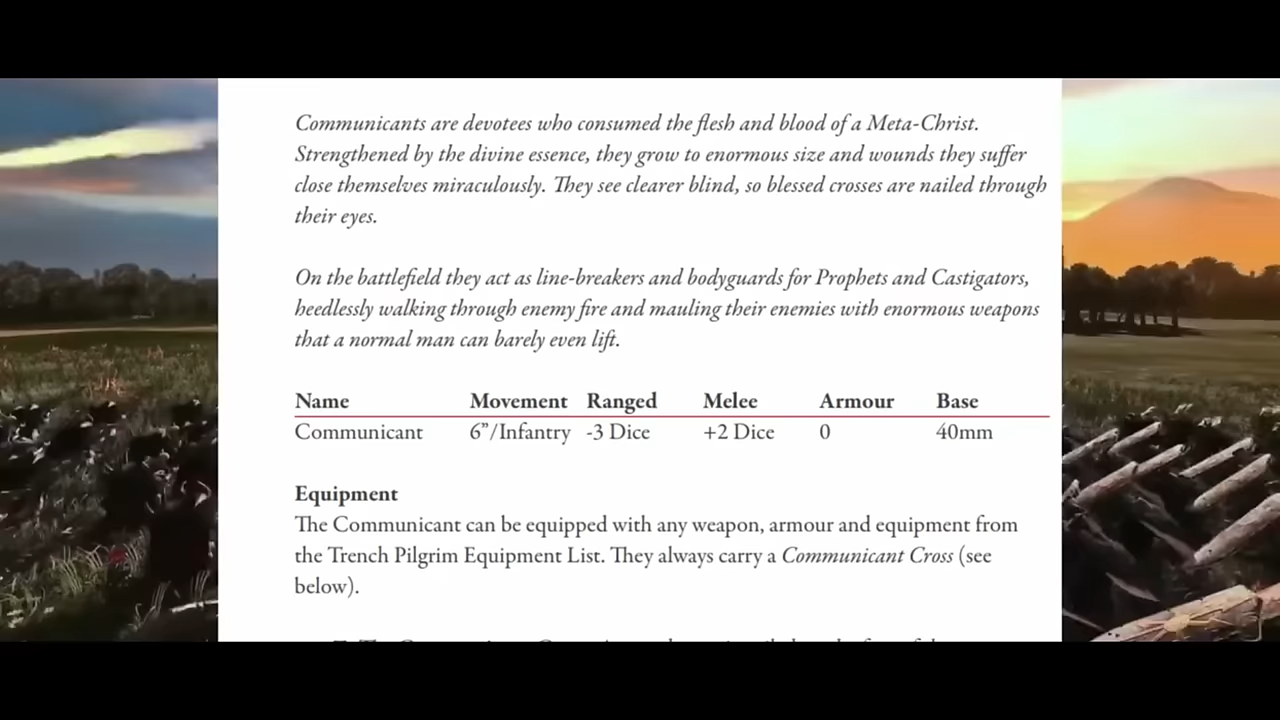 Communicants are devotees who consumed the flesh and blood of a Meta-Christ.
Strengthened by the divine essence, they grow to enormous size and wounds they suffer
close themselves miraculously. They see clearer blind, so blessed crosses are nailed through
their eyes.
On the battlefield they act as line-breakers and bodyguards for Prophets and Castigators,
heedlessly walking through enemy fire and mauling their enemies with enormous weapons
that a normal man can barely even lift.
Name Movement Ranged Melee Armour Base
Communicant 6”/Infantry -3 Dice +2 Dice 0 40mm
Equipment
The Communicant can be equipped with any weapon, armour and equipment from
the Trench Pilgrim Equipment List. They always carry a Communicant Cross (see
below).